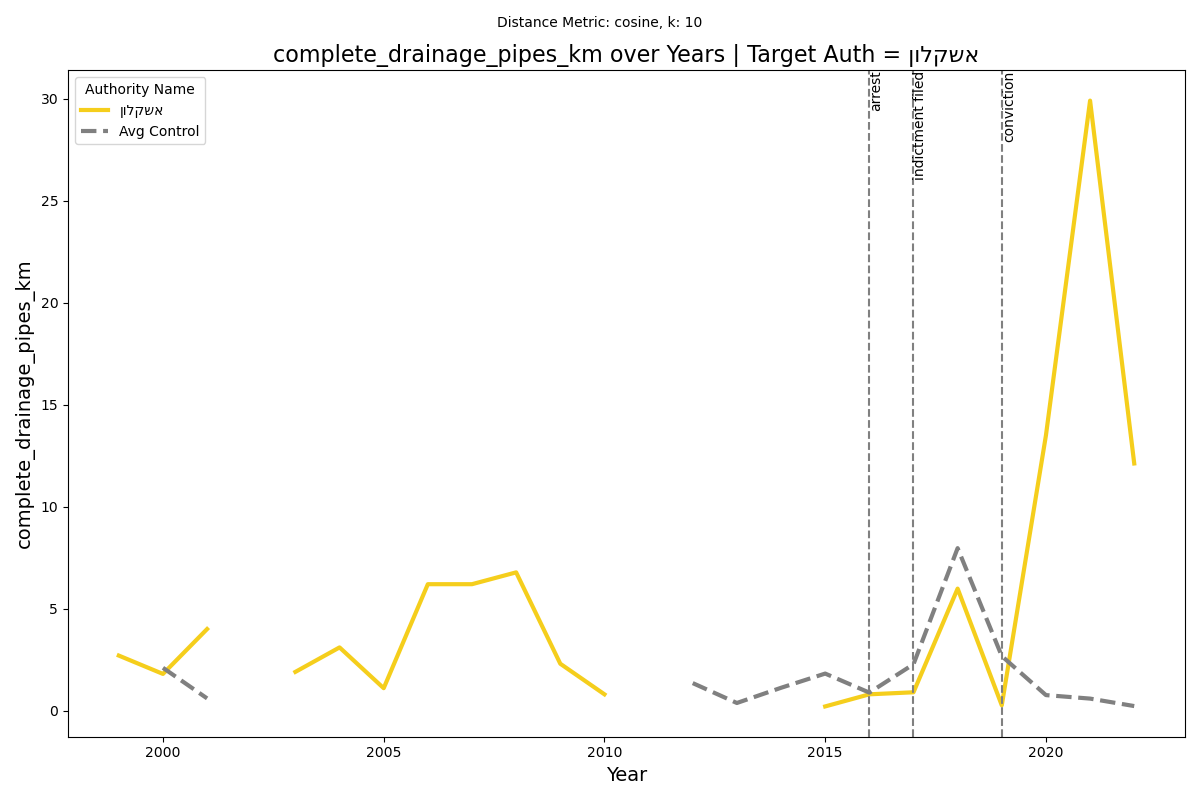 Distance Metric: cosine, k: 10
complete_drainage_pipes_km over Years | Target Auth = אשקלון
Authority Name
אשקלון
Avg Control
arrest
indictment filed
conviction
complete_drainage_pipes_km
30
25
20
15
10
5
0
2000
2005
2010
2015
2020
Year